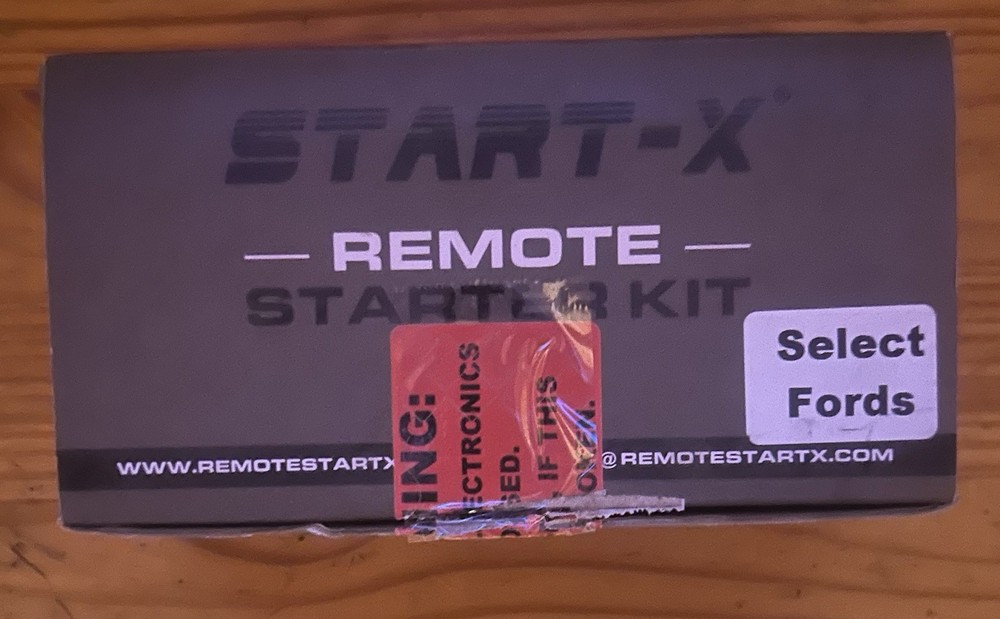 START-X®
REMOTE
STARTER KIT
Select
Fords
WWW.REMOTESTARTX
@REMOTESTARTX.COM
ING:
ECTRONICS
SED.
IF THIS